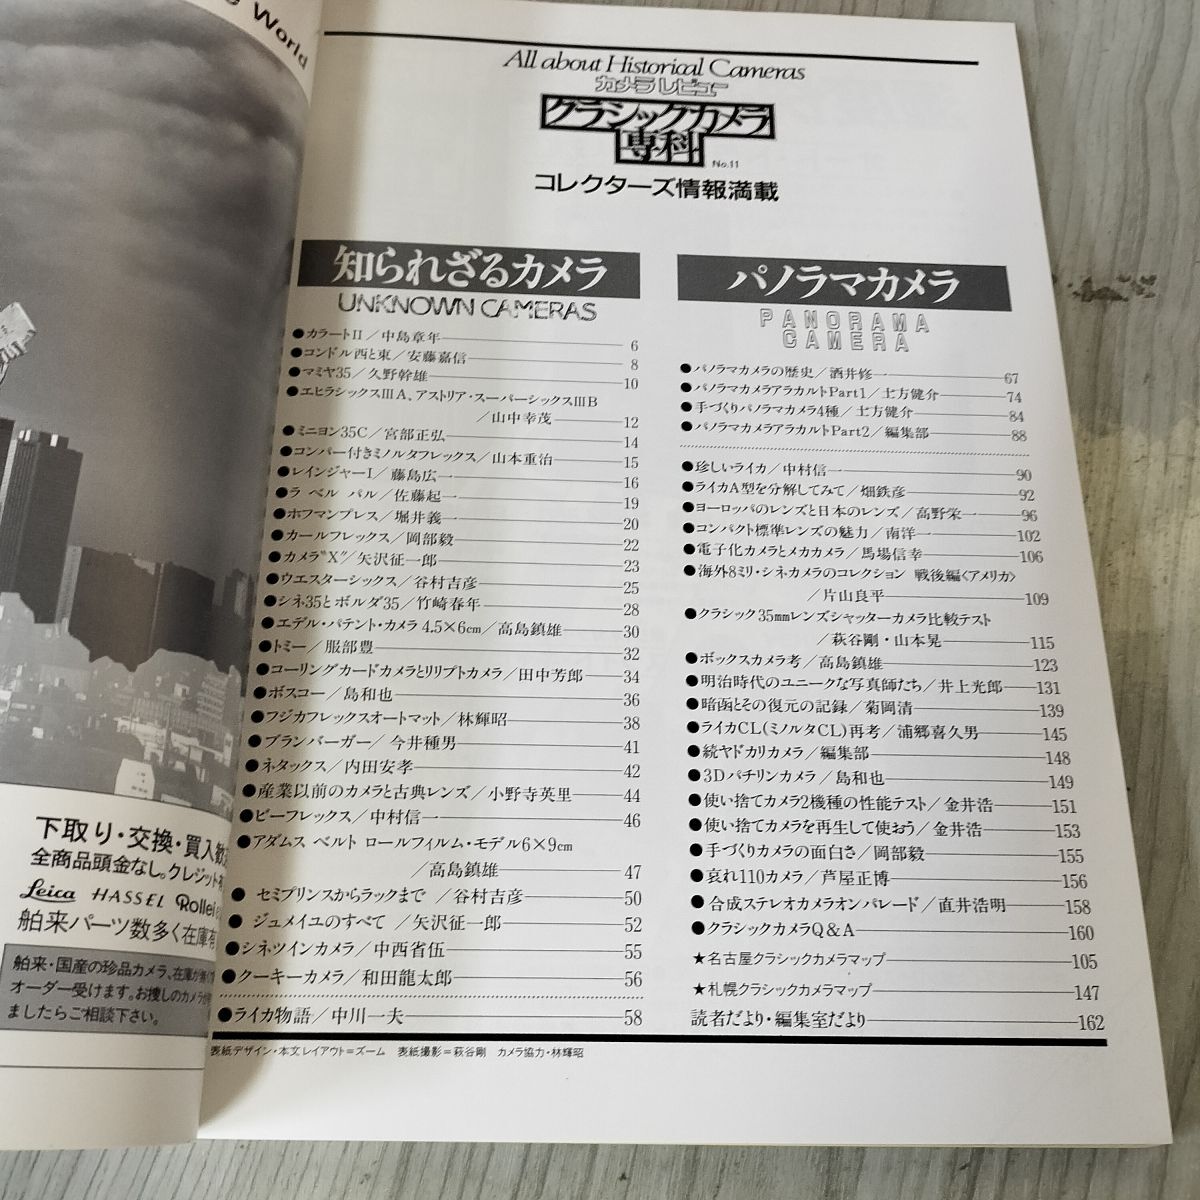 World
下取り・交換・買入歓
全商品頭金なし。クレジット
Leica HASSEL Rollei
舶来パーツ数多く在庫有
舶来・国産の珍品カメラ、在庫が無く
オーダー受けます。お捜しのカメラ
ましたらご相談下さい。
All about Historical Cameras
カメラレビュー
クラシックカメラ
専科
No.11
コレクターズ情報満載
知られざるカメラ
UNKNOWN CAMERAS
●カラートII／中島章年 6
●コンドル西と東／安藤嘉信 8
●マミヤ35／久野幹雄 10
●エヒラシックスIIIA、アストリア・スーパーシックスIIIB
／山中幸茂 12
●ミニヨン35C／宮部正弘 14
●コンパー付きミノルタフレックス／山本重治 15
●レインジャーI／藤島広一 16
●ラ ベル パル／佐藤起一 19
●ホフマンプレス／堀井義一 20
●カールフレックス／岡部毅 22
●カメラ"X"／矢沢征一郎 23
●ウエスターシックス／谷村吉彦 25
●シネ35とボルダ35／竹崎春年 28
●エデル・パテント・カメラ4.5×6cm／高島鎮雄 30
●トミー／服部豊 32
●コーリングカードカメラとリリプトカメラ／田中芳郎 34
●ボスコー／島和也 36
●フジカフレックスオートマット／林輝昭 38
●ブランバーガー／今井種男 41
●ネタックス／内田安孝 42
●産業以前のカメラと古典レンズ／小野寺英里 44
●ビーフレックス／中村信一 46
●アダムス ベルト ロールフィルム・モデル6×9cm
／高島鎮雄 47
● セミプリンスからラックまで ／谷村吉彦 50
● ジュメイユのすべて ／矢沢征一郎 52
●シネツインカメラ／中西省伍 55
●クーキーカメラ／和田龍太郎 56
●ライカ物語／中川一夫 58
パノラマカメラ
PANORAMA
CAMERA
●パノラマカメラの歴史／酒井修一 67
●パノラマカメラアラカルトPart1／土方健介 74
●手づくりパノラマカメラ4種／土方健介 84
●パノラマカメラアラカルトPart2／編集部 88
●珍しいライカ／中村信一 90
●ライカA型を分解してみて／畑鉄彦 92
●ヨーロッパのレンズと日本のレンズ／高野栄一 96
●コンパクト標準レンズの魅力／南洋一 102
●電子化カメラとメカカメラ／馬場信幸 106
●海外8ミリ・シネカメラのコレクション 戦後編〈アメリカ〉
／片山良平 109
●クラシック35mmレンズシャッターカメラ比較テスト
／萩谷剛・山本晃 115
●ボックスカメラ考／高島鎮雄 123
●明治時代のユニークな写真師たち／井上光郎 131
●暗函とその復元の記録／菊岡清 139
●ライカCL(ミノルタCL)再考／浦郷喜久男 145
●続ヤドカリカメラ／編集部 148
●3Dパチリンカメラ／島和也 149
●使い捨てカメラ2機種の性能テスト／金井浩 151
●使い捨てカメラを再生して使おう／金井浩 153
●手づくりカメラの面白さ／岡部毅 155
●哀れ110カメラ／芦屋正博 156
●合成ステレオカメラオンパレード／直井浩明 158
●クラシックカメラQ＆A 160
★名古屋クラシックカメラマップ 105
★札幌クラシックカメラマップ 147
読者だより・編集室だより 162
表紙デザイン・本文レイアウト＝ズーム 表紙撮影＝萩谷剛 カメラ協力・林輝昭